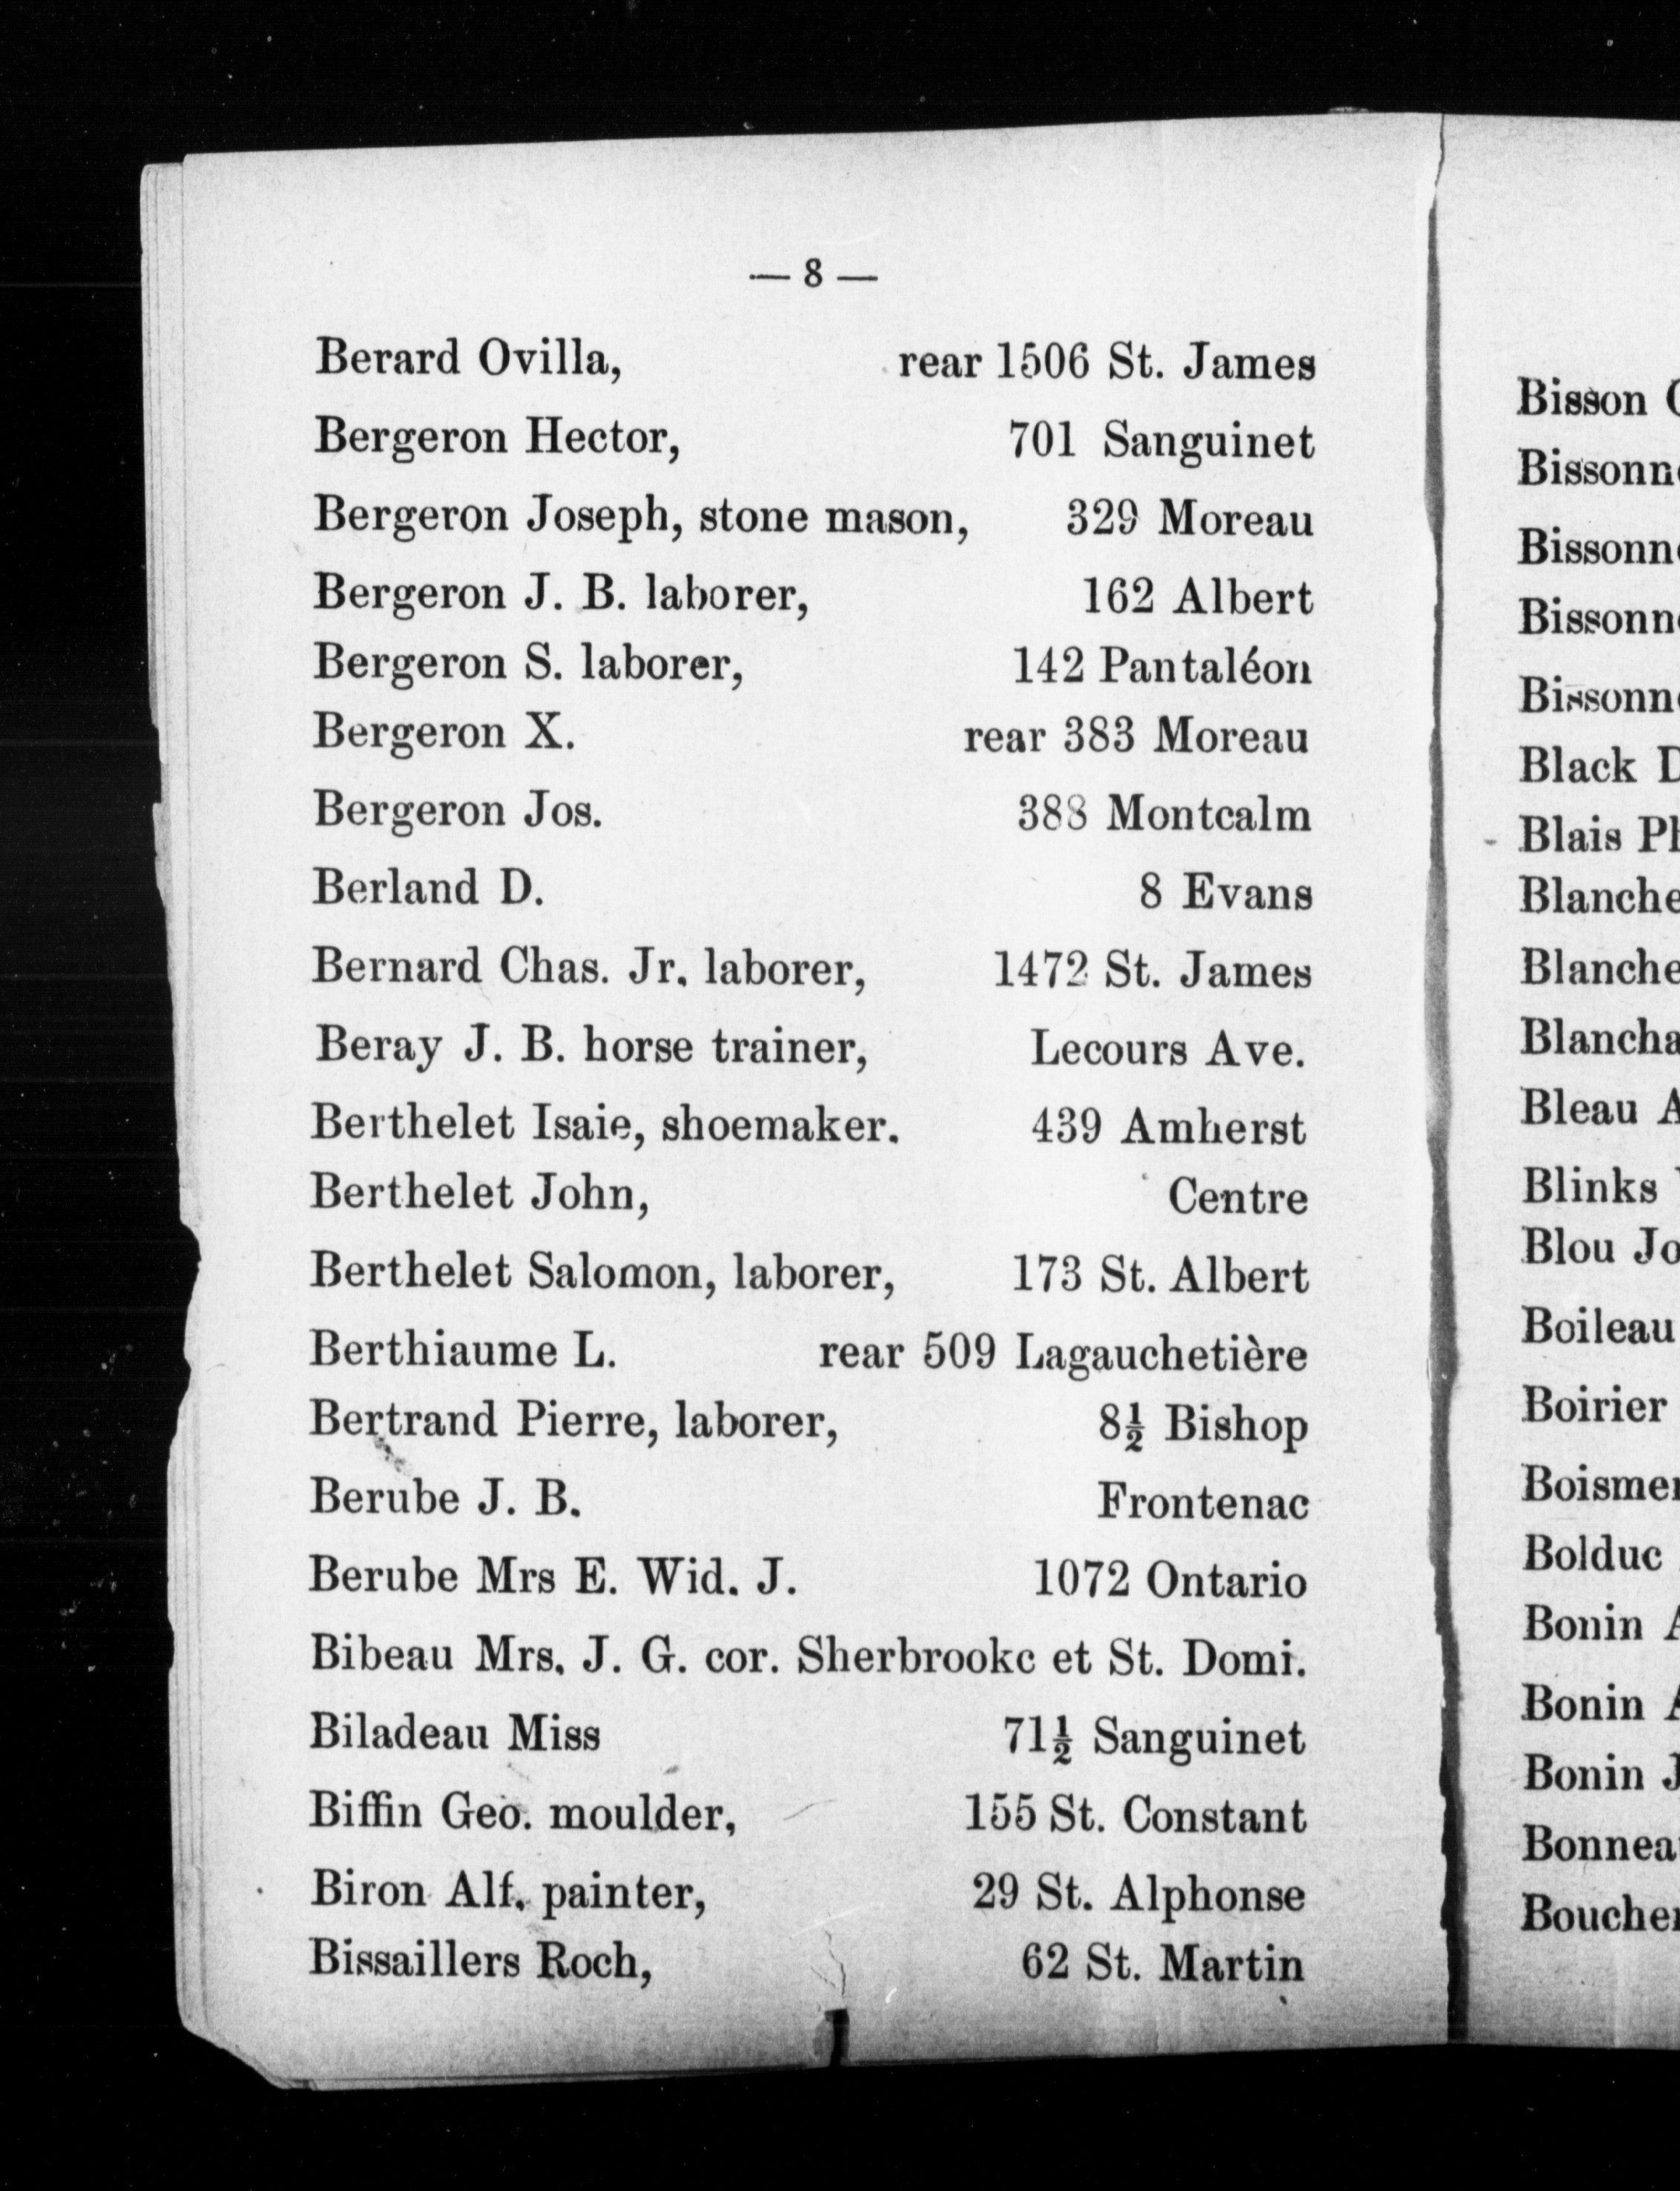 — 8 —
Berard Ovilla, rear 1506 St. James
Bergeron Hector, 701 Sanguinet
Bergeron Joseph, stone mason, 329 Moreau
Bergeron J. B. laborer, 162 Albert
Bergeron S. laborer, 142 Pantaléon
Bergeron X. rear 383 Moreau
Bergeron Jos. 388 Montcalm
Berland D. 8 Evans
Bernard Chas. Jr. laborer, 1472 St. James
Beray J. B. horse trainer, Lecours Ave.
Berthelet Isaie, shoemaker. 439 Amherst
Berthelet John, Centre
Berthelet Salomon, laborer, 173 St. Albert
Berthiaume L. rear 509 Lagauchetière
Bertrand Pierre, laborer, 8½ Bishop
Berube J. B. Frontenac
Berube Mrs E. Wid. J. 1072 Ontario
Bibeau Mrs. J. G. cor. Sherbrookc et St. Domi.
Biladeau Miss 71½ Sanguinet
Biffin Geo. moulder, 155 St. Constant
Biron Alf. painter, 29 St. Alphonse
Bissaillers Roch, 62 St. Martin
Bisson
Bissonn
Bissonn
Bissonn
Bissonn
Black
Blais
Blanche
Blanche
Blancha
Bleau A
Blinks
Blou Jo
Boileau
Boirier
Boismer
Bolduc
Bonin A
Bonin A
Bonin J
Bonnea
Boucher